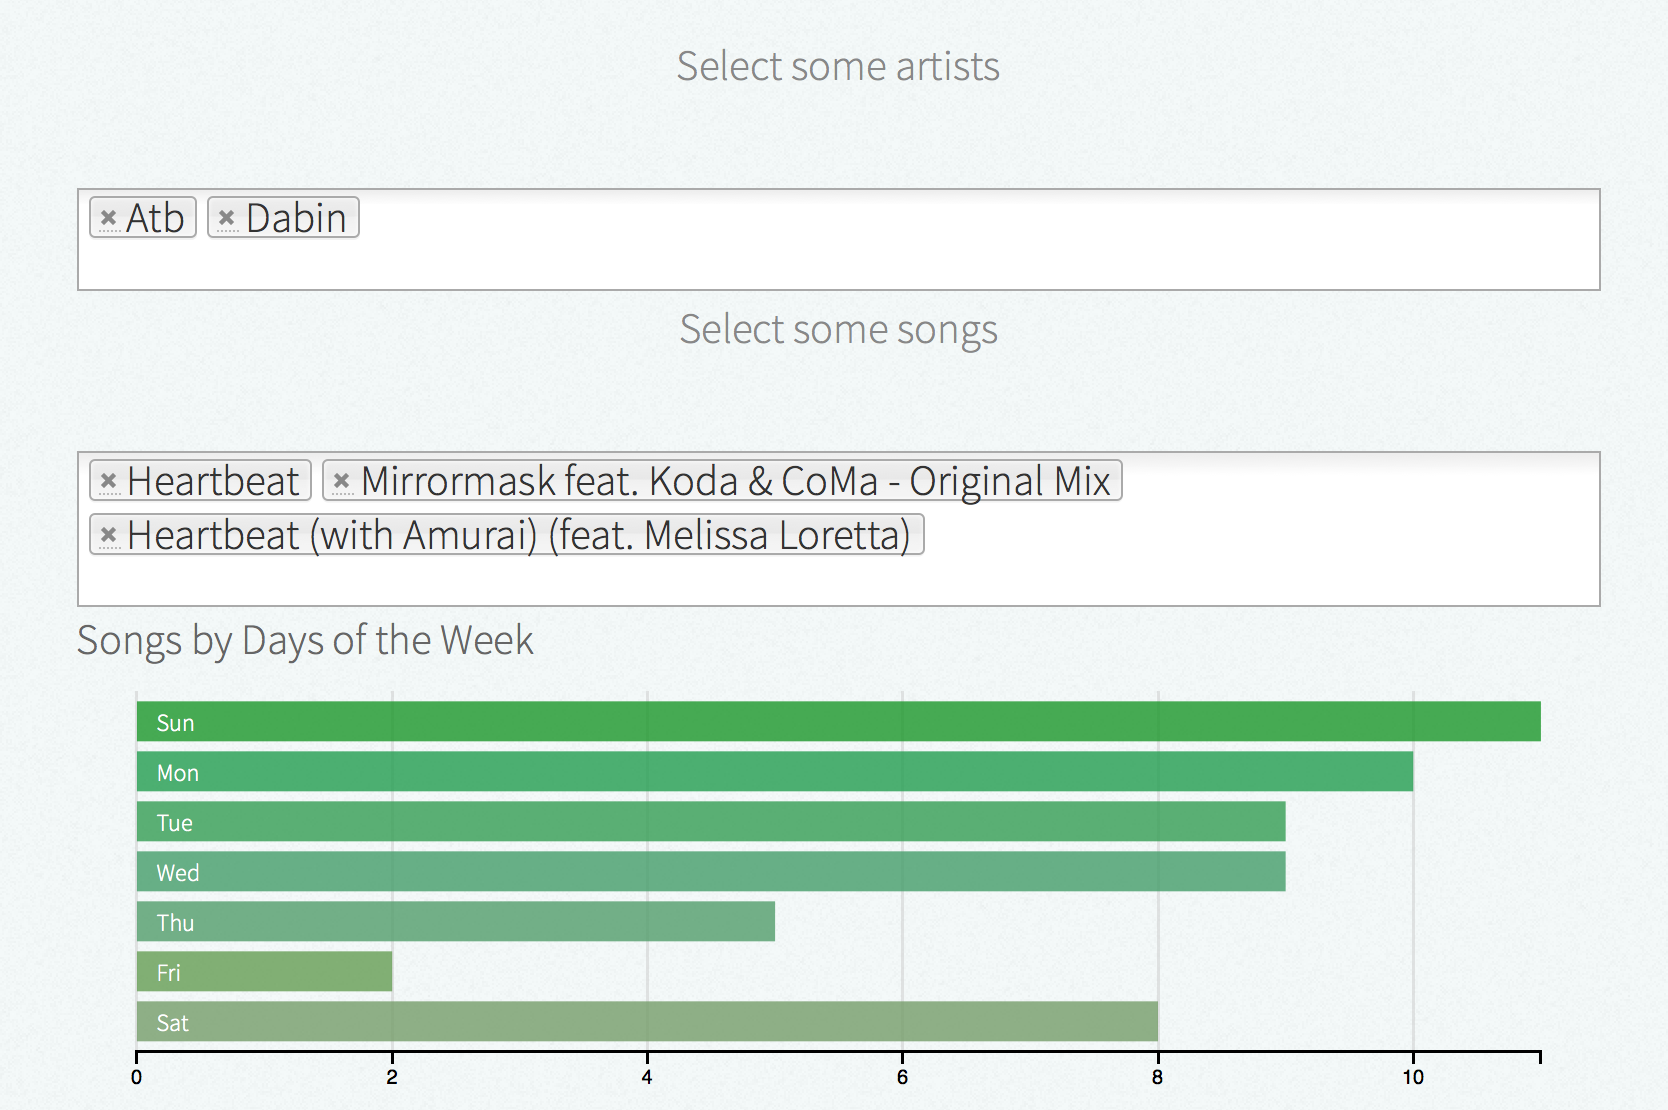 Select some artists
× Atb × Dabin
Select some songs
× Heartbeat × Mirrormask feat. Koda & CoMa - Original Mix
× Heartbeat (with Amurai) (feat. Melissa Loretta)
Songs by Days of the Week
Sun
Mon
Tue
Wed
Thu
Fri
Sat
0 2 4 6 8 10